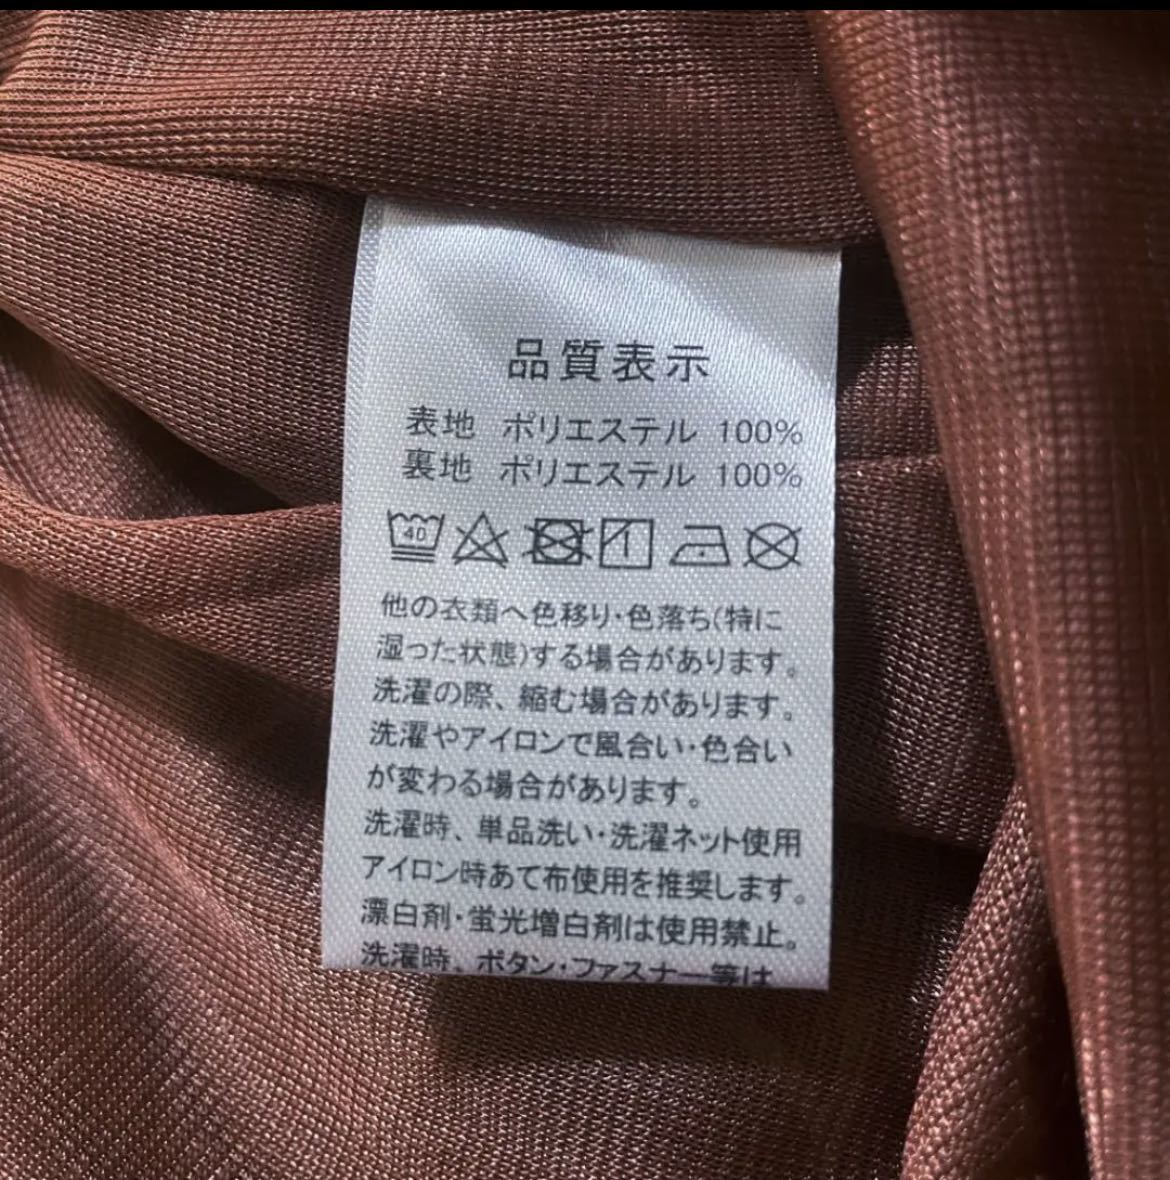 品質表示
表地 ポリエステル 100%
裏地 ポリエステル 100%
40
他の衣類へ色移り・色落ち(特に
湿った状態)する場合があります。
洗濯の際、縮む場合があります。
洗濯やアイロンで風合い・色合い
が変わる場合があります。
洗濯時、単品洗い・洗濯ネット使用
アイロン時あて布使用を推奨します。
漂白剤・蛍光増白剤は使用禁止。
洗濯時、ボタン・ファスナー等は